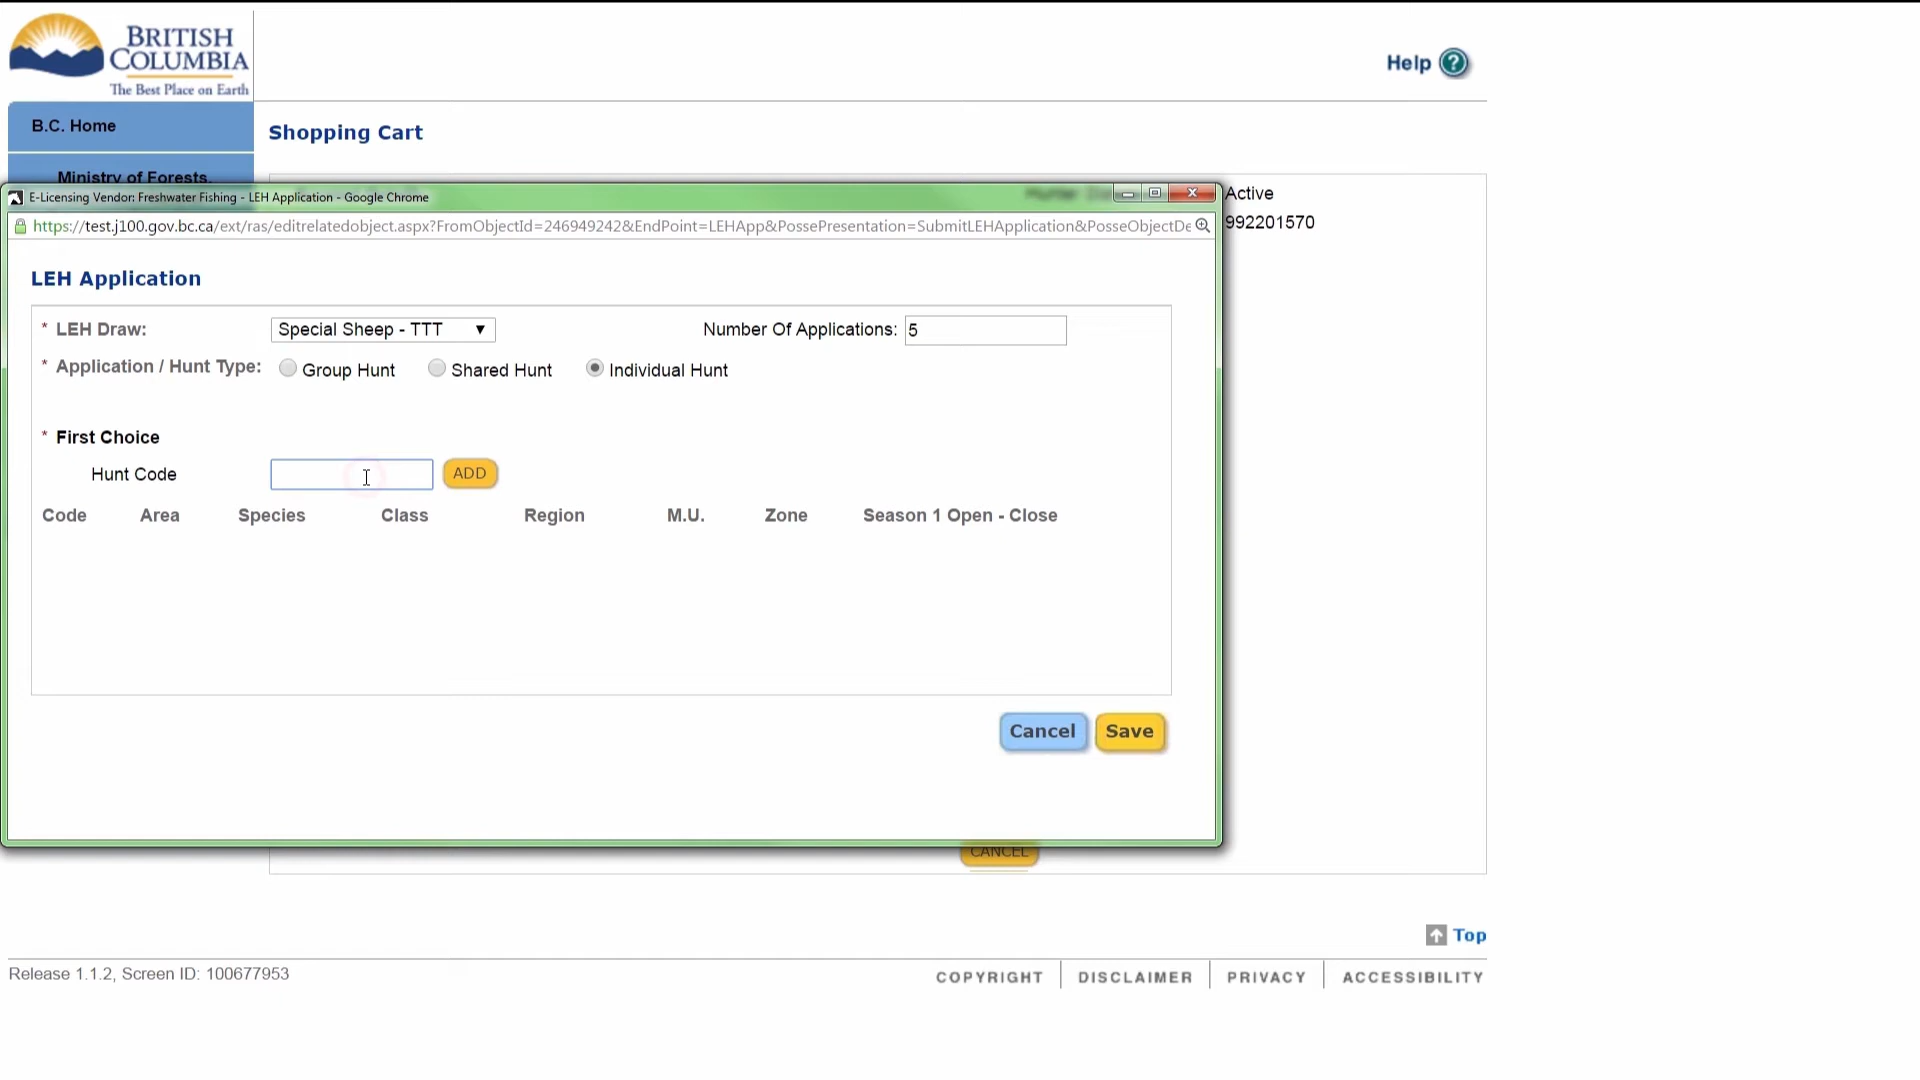 BRITISH
COLUMBIA
The Best Place on Earth
Help ?
B.C. Home
Shopping Cart
Ministry of Forests,
E-Licensing Vendor: Freshwater Fishing - LEH Application - Google Chrome
Active
https://test.j100.gov.bc.ca/ext/ras/editrelatedobject.aspx?FromObjectId=246949242&EndPoint=LEHApp&PossePresentation=SubmitLEHApplication&PosseObjectDe
992201570
LEH Application
* LEH Draw: Special Sheep - TTT Number Of Applications: 5
* Application / Hunt Type: Group Hunt Shared Hunt Individual Hunt
* First Choice
Hunt Code ADD
Code Area Species Class Region M.U. Zone Season 1 Open - Close
Cancel Save
CANCEL
Top
Release 1.1.2, Screen ID: 100677953
COPYRIGHT DISCLAIMER PRIVACY ACCESSIBILITY